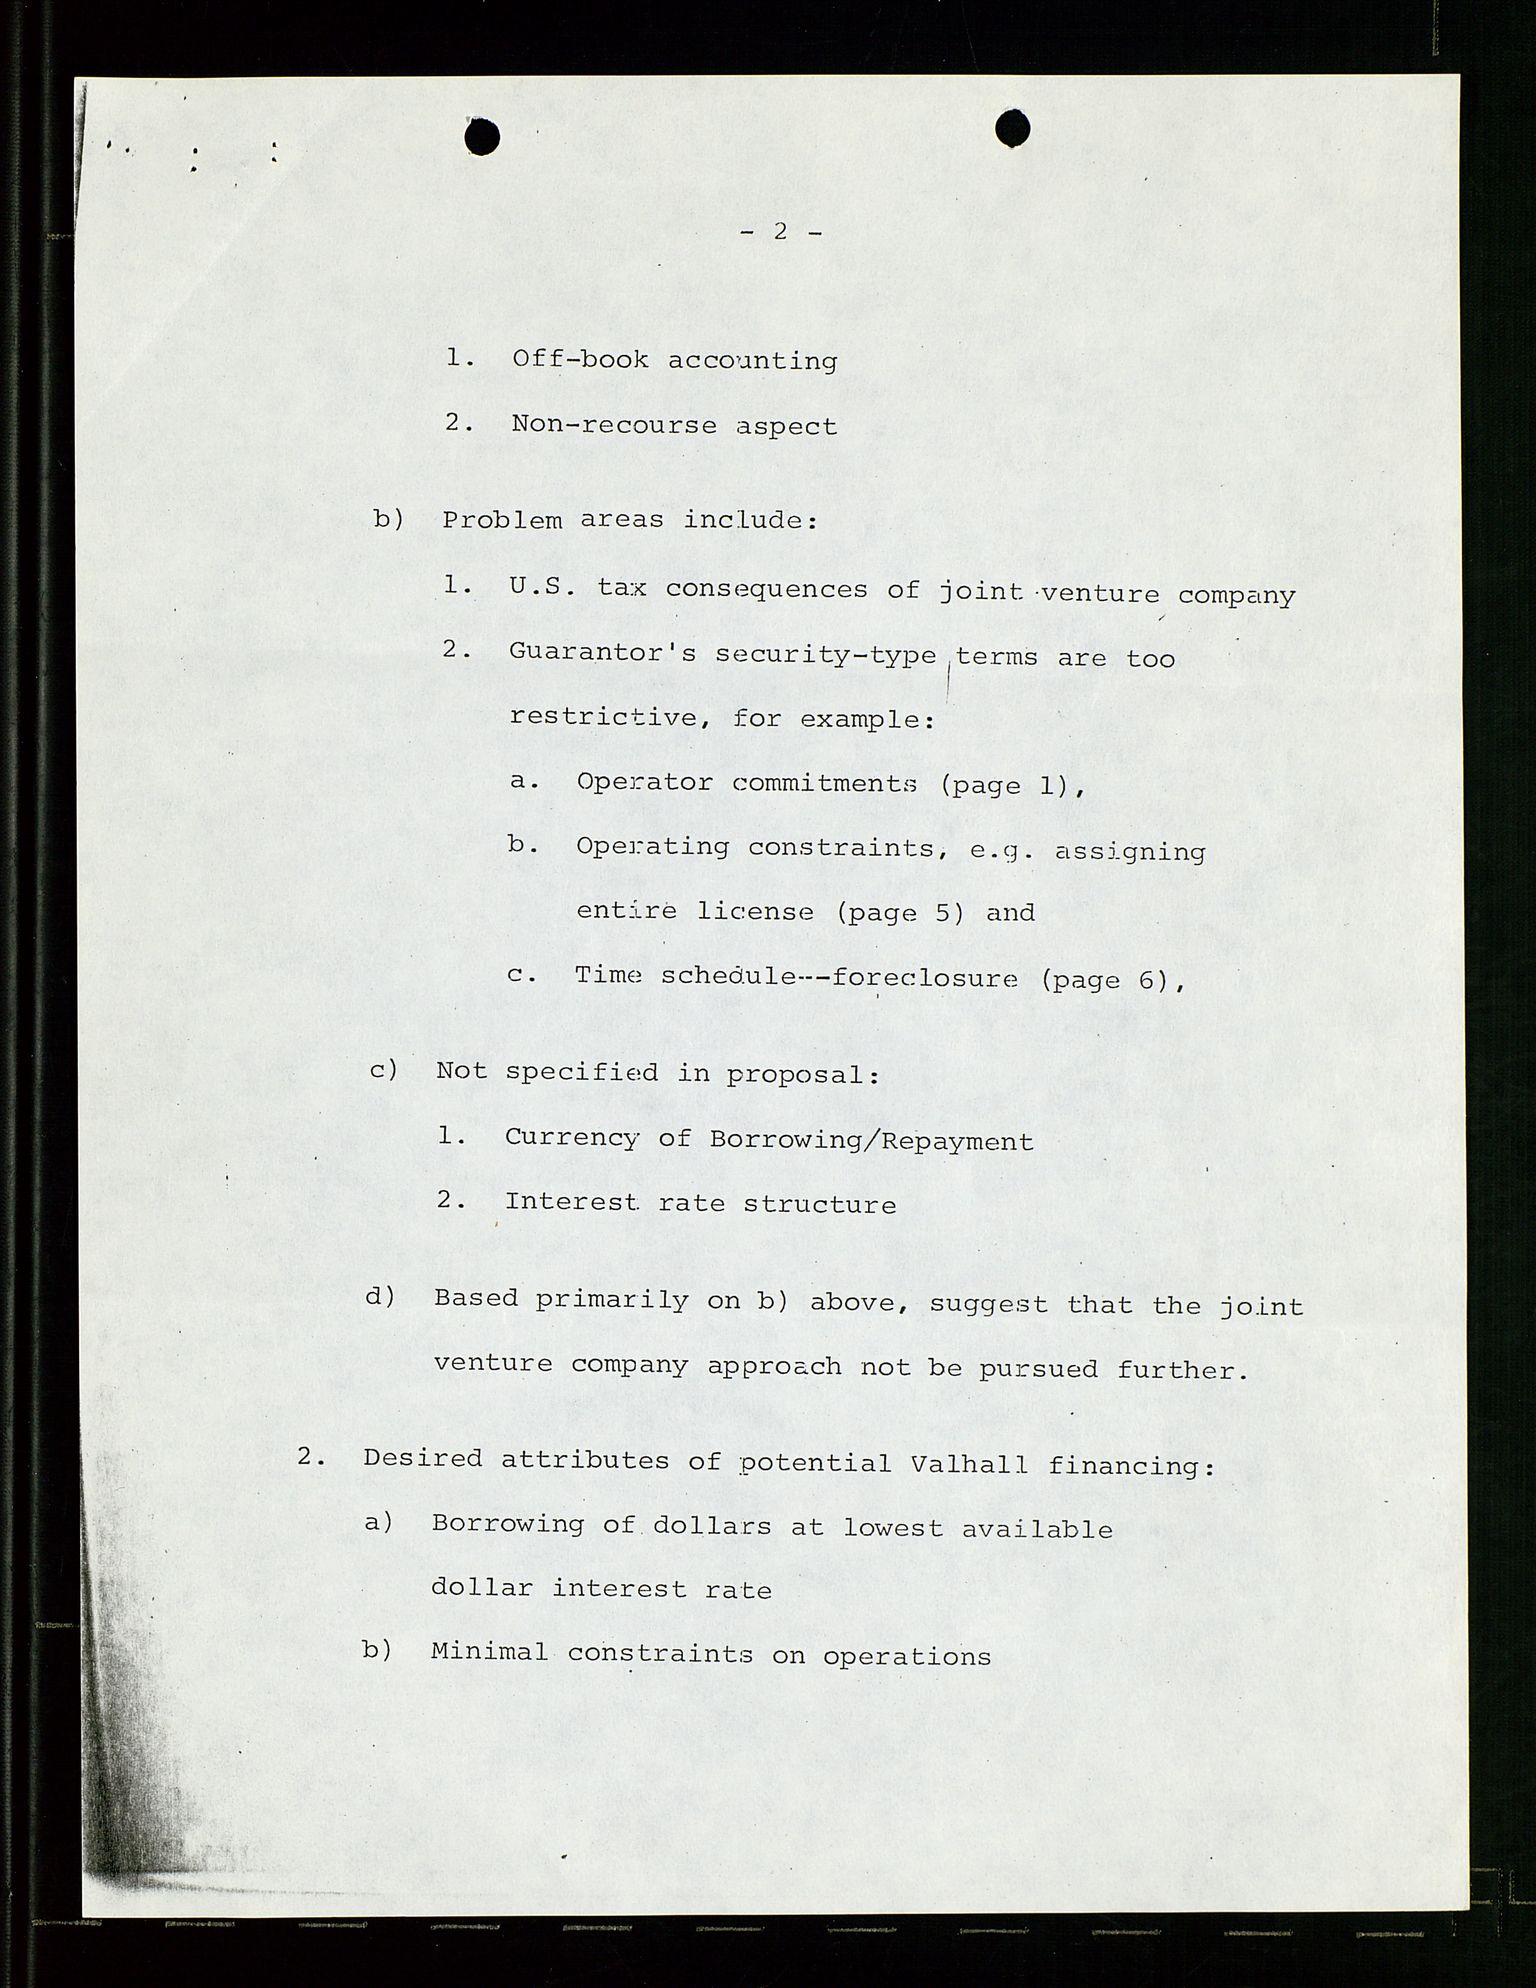 - 2 -
1. Off-book accounting
2. Non-recourse aspect
b) Problem areas include:
1. U.S. tax consequences of joint venture company
2. Guarantor's security-type terms are too
restrictive, for example:
a. Operator commitments (page 1),
b. Operating constraints, e.g. assigning
entire license (page 5) and
c. Time schedule--foreclosure (page 6),
c) Not specified in proposal:
1. Currency of Borrowing/Repayment
2. Interest rate structure
d) Based primarily on b) above, suggest that the joint
venture company approach not be pursued further.
2. Desired attributes of potential Valhall financing:
a) Borrowing of dollars at lowest available
dollar interest rate
b) Minimal constraints on operations